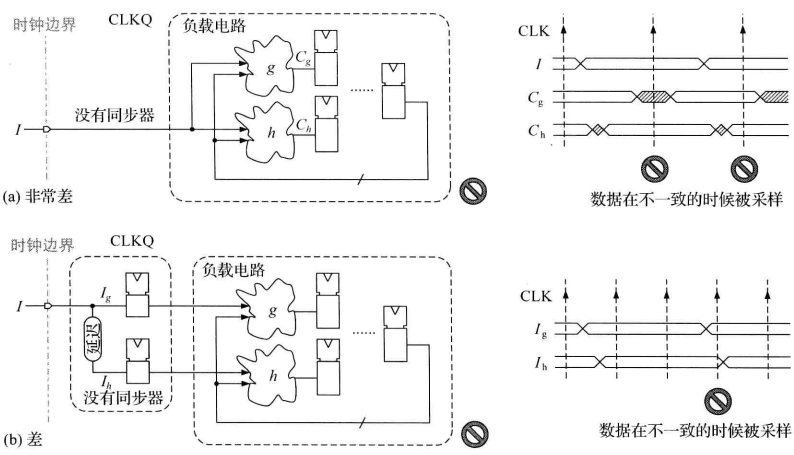 时钟边界
CLKQ
负载电路
g
C_g
没有同步器
I
h
C_h
(a) 非常差
CLK
I
C_g
C_h
数据在不一致的时候被采样
时钟边界
CLKQ
负载电路
I_g
I
g
延迟
h
I_h
没有同步器
(b) 差
CLK
I_g
I_h
数据在不一致的时候被采样